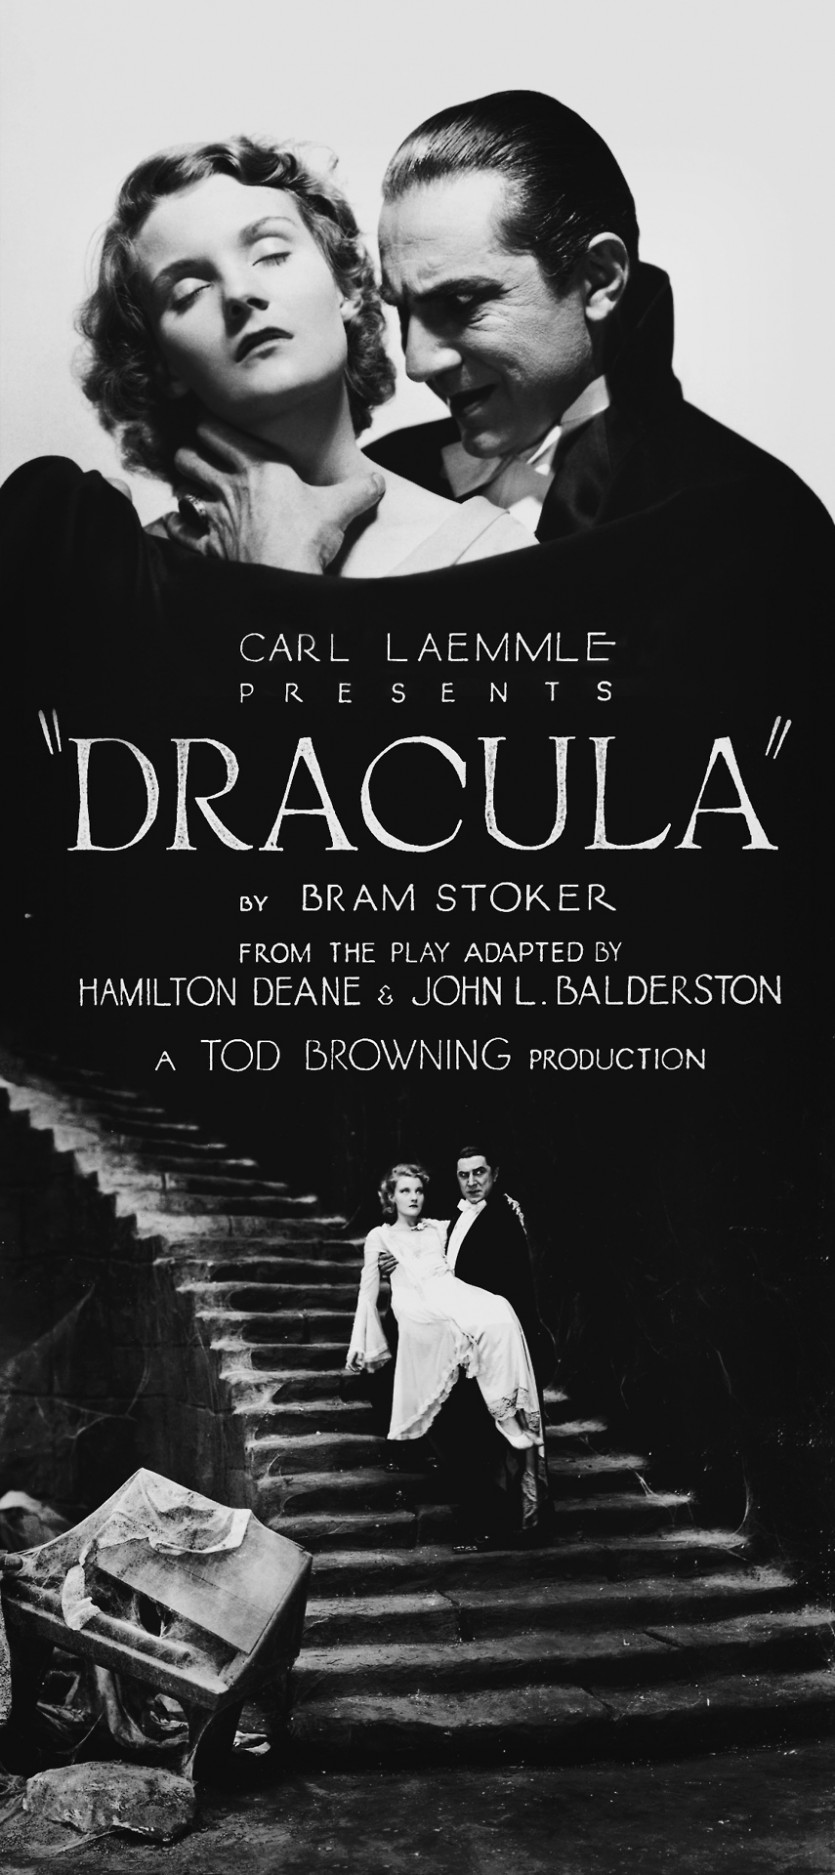 CARL LAEMMLE
PRESENTS
"DRACULA"
BY BRAM STOKER
FROM THE PLAY ADAPTED BY
HAMILTON DEANE & JOHN L. BALDERSTON
A TOD BROWNING PRODUCTION